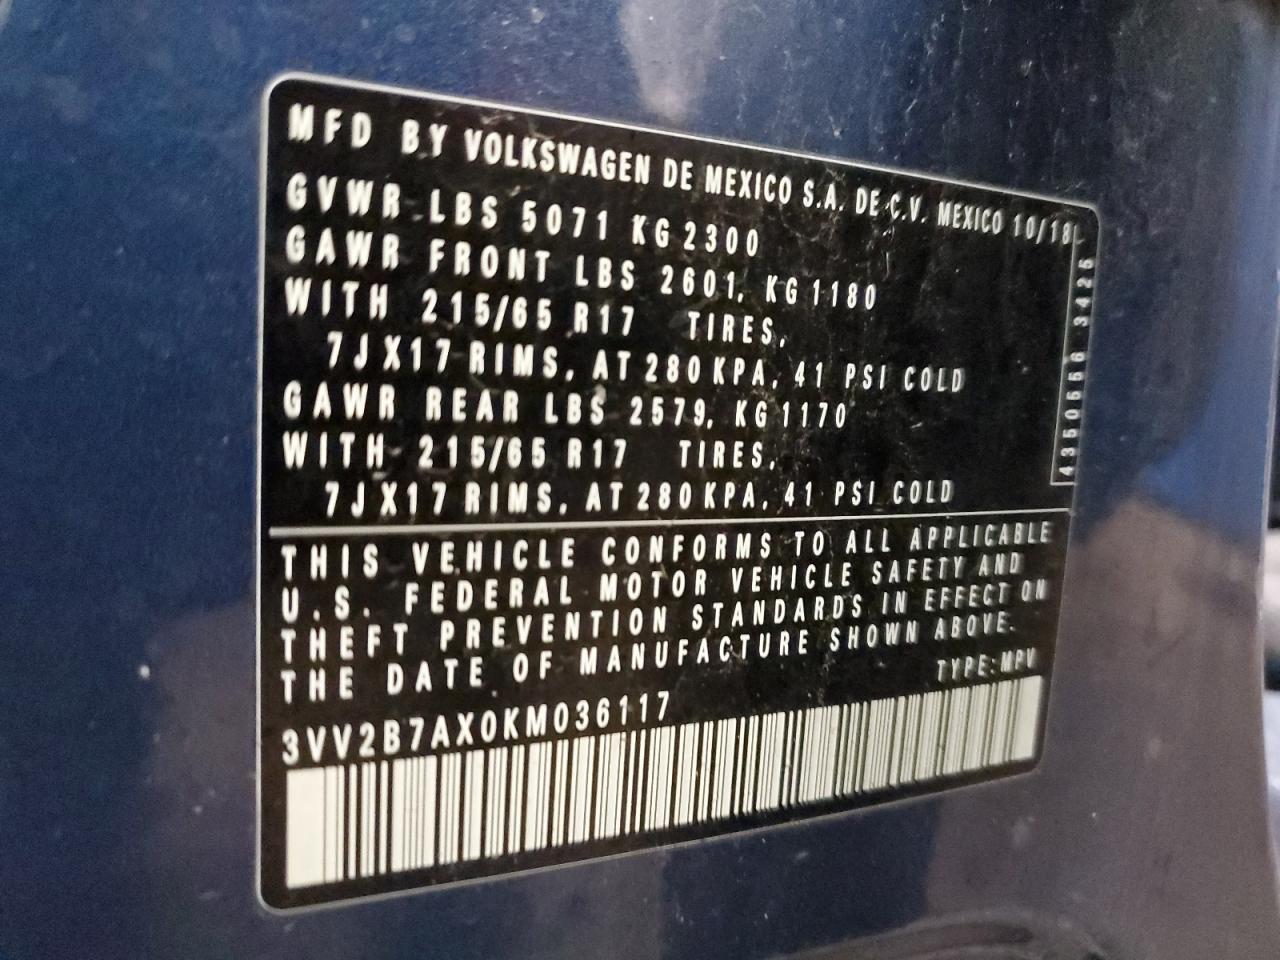 MFD BY VOLKSWAGEN DE MEXICO S.A. DE C.V. MEXICO 10/18
GVWR LBS 5071 KG 2300
GAWR FRONT LBS 2601, KG 1180
WITH 215/65 R17 TIRES,
7J X17 RIMS, AT 280 KPA, 41 PSI COLD
GAWR REAR LBS 2579, KG 1170
WITH 215/65 R17 TIRES,
7J X17 RIMS, AT 280 KPA, 41 PSI COLD
4350566 3425
THIS VEHICLE CONFORMS TO ALL APPLICABLE
U.S. FEDERAL MOTOR VEHICLE SAFETY AND
THEFT PREVENTION STANDARDS IN EFFECT ON
THE DATE OF MANUFACTURE SHOWN ABOVE.
TYPE: MPV
3VV2B7AX0KM036117